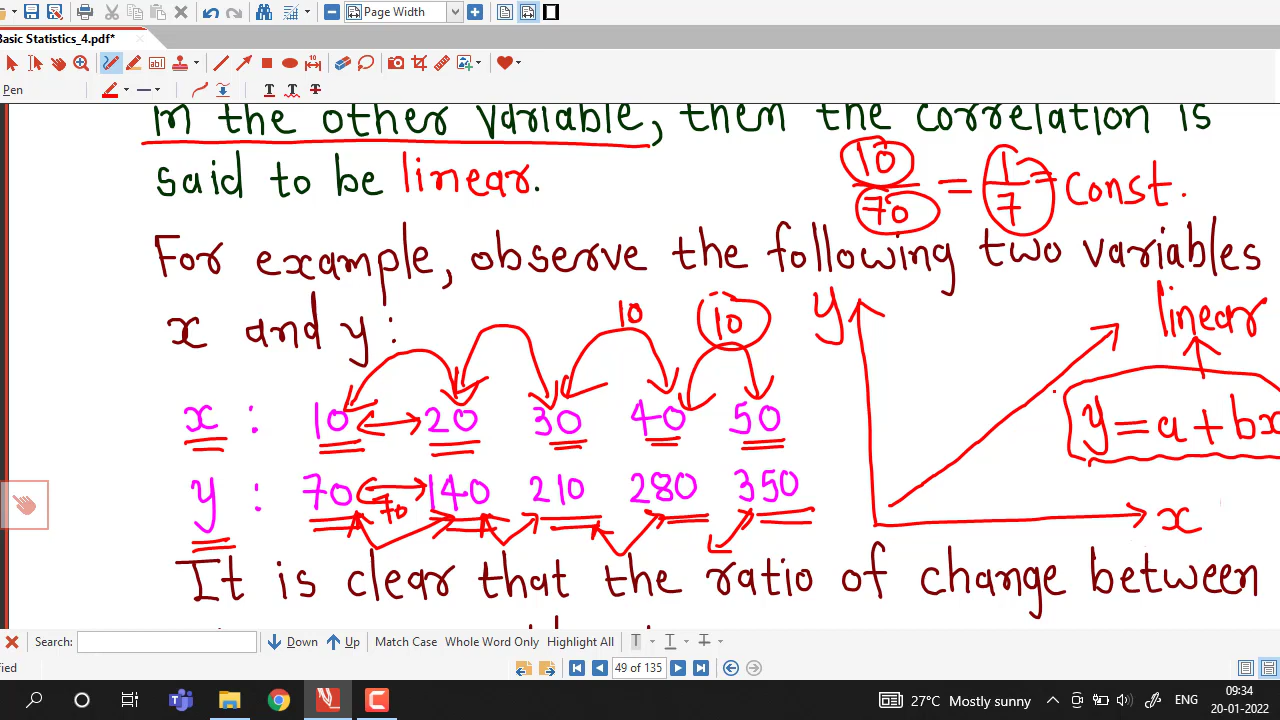 Page Width
Basic Statistics_4.pdf*
10
Pen
in the other variable, then the correlation is
said to be linear.
10/70 = 1/7 = Const.
For example, observe the following two variables
x and y:
10 10
y
linear
x : 10 20 30 40 50
y = a + bx
y : 70 140 210 280 350
70
x
It is clear that the ratio of change between
Search: Down Up Match Case Whole Word Only Highlight All T T T
fied
49 of 135
27°C Mostly sunny
ENG
09:34
20-01-2022